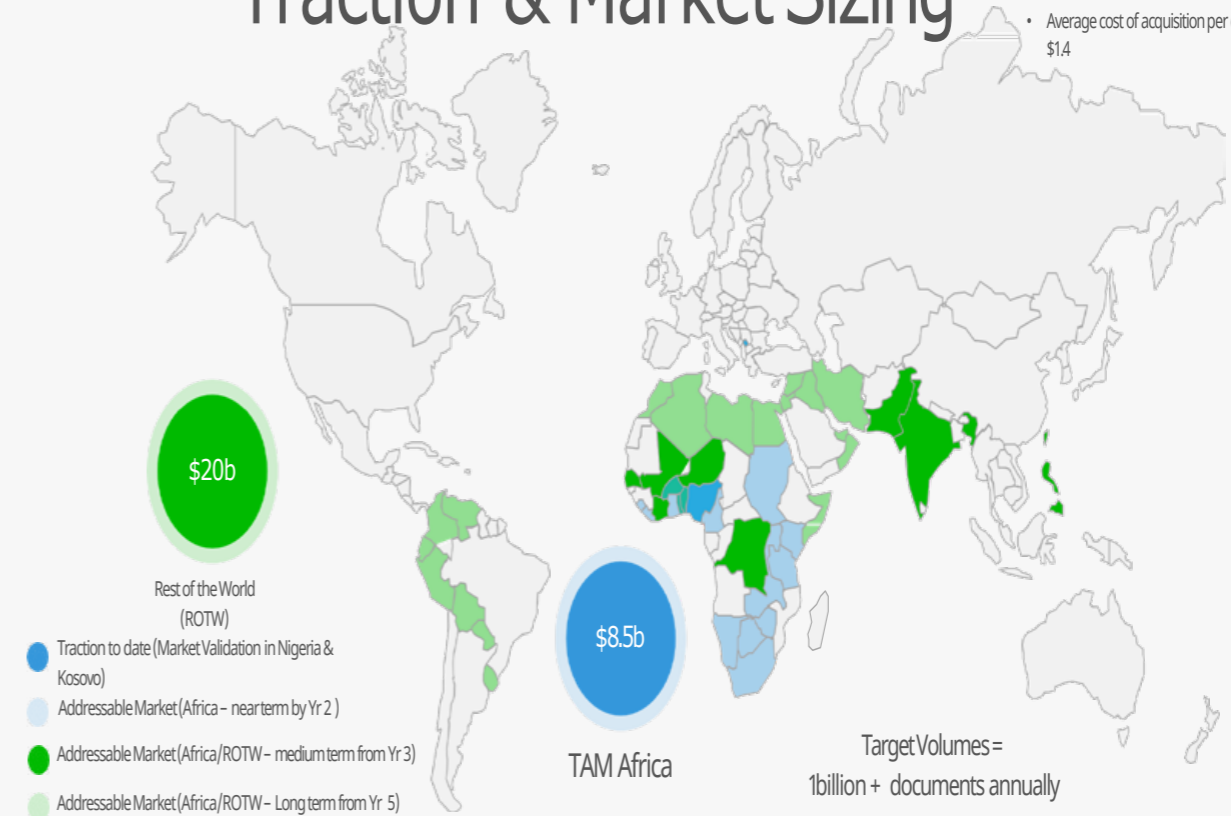 Traction & Market Sizing
• Average cost of acquisition per
$1.4
$20b
Rest of the World
(ROTW)
Traction to date (Market Validation in Nigeria &
Kosovo)
Addressable Market (Africa – near term by Yr 2 )
Addressable Market (Africa/ROTW – medium term from Yr 3)
Addressable Market (Africa/ROTW – Long term from Yr 5)
$8.5b
TAM Africa
Target Volumes =
1billion + documents annually